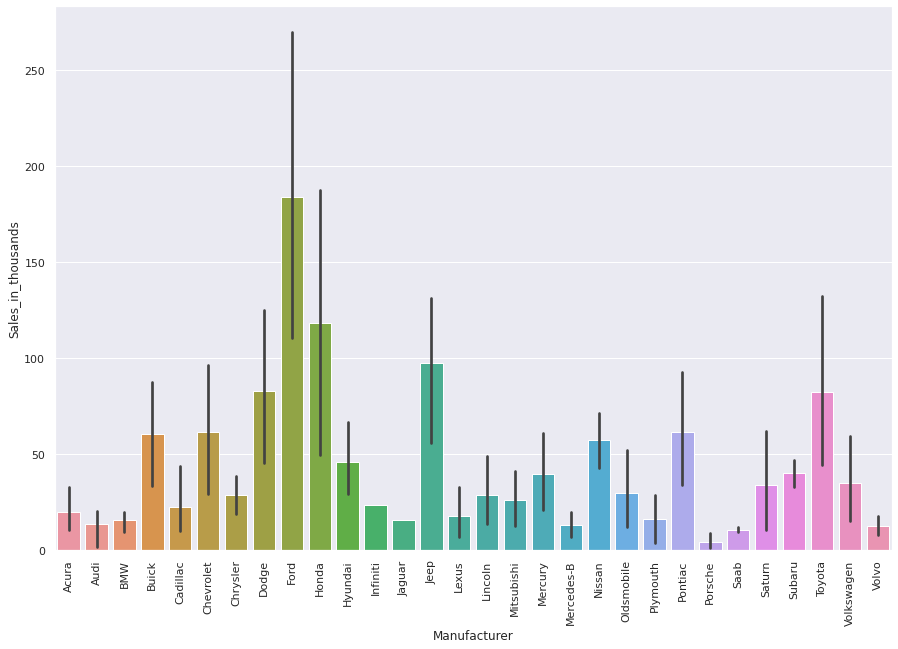 250
200
150
100
50
0
Sales_in_thousands
Acura
Audi
BMW
Buick
Cadillac
Chevrolet
Chrysler
Dodge
Ford
Honda
Hyundai
Infiniti
Jaguar
Jeep
Lexus
Lincoln
Mitsubishi
Mercury
Mercedes-B
Nissan
Oldsmobile
Plymouth
Pontiac
Porsche
Saab
Saturn
Subaru
Toyota
Volkswagen
Volvo
Manufacturer